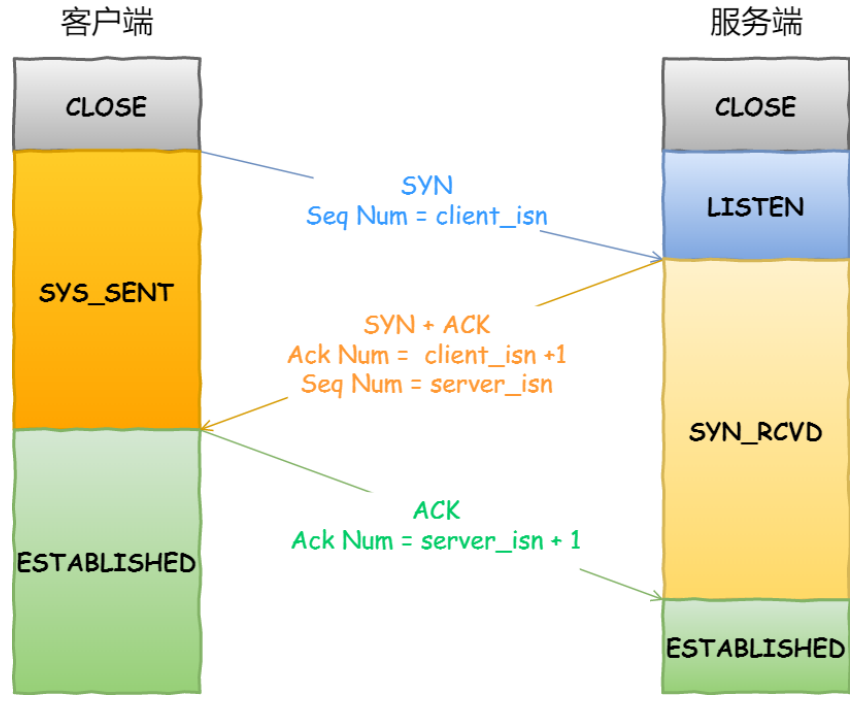 客户端
服务端
CLOSE
CLOSE
SYN
Seq Num = client_isn
LISTEN
SYS_SENT
SYN + ACK
Ack Num =  client_isn +1
Seq Num = server_isn
SYN_RCVD
ACK
Ack Num = server_isn + 1
ESTABLISHED
ESTABLISHED